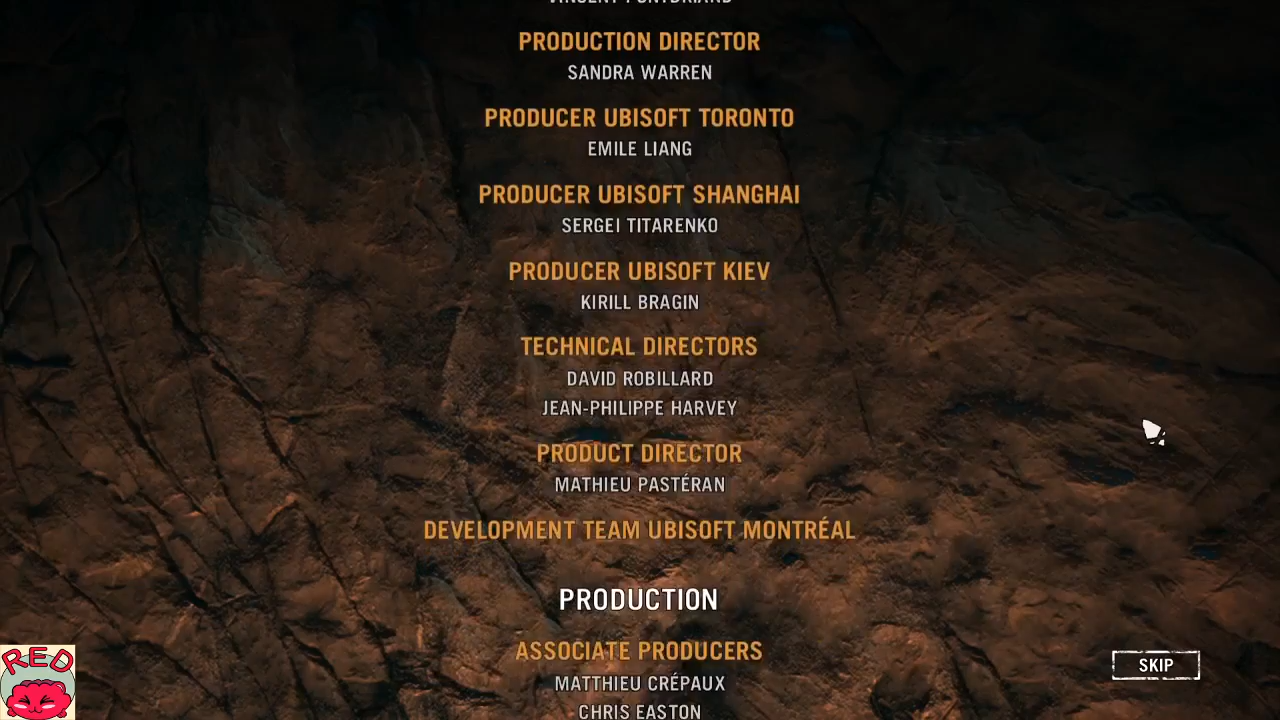 PRODUCTION DIRECTOR
SANDRA WARREN
PRODUCER UBISOFT TORONTO
EMILE LIANG
PRODUCER UBISOFT SHANGHAI
SERGEI TITARENKO
PRODUCER UBISOFT KIEV
KIRILL BRAGIN
TECHNICAL DIRECTORS
DAVID ROBILLARD
JEAN-PHILIPPE HARVEY
PRODUCT DIRECTOR
MATHIEU PASTÉRAN
DEVELOPMENT TEAM UBISOFT MONTRÉAL
PRODUCTION
ASSOCIATE PRODUCERS
MATTHIEU CRÉPAUX
CHRIS EASTON
SKIP
RED